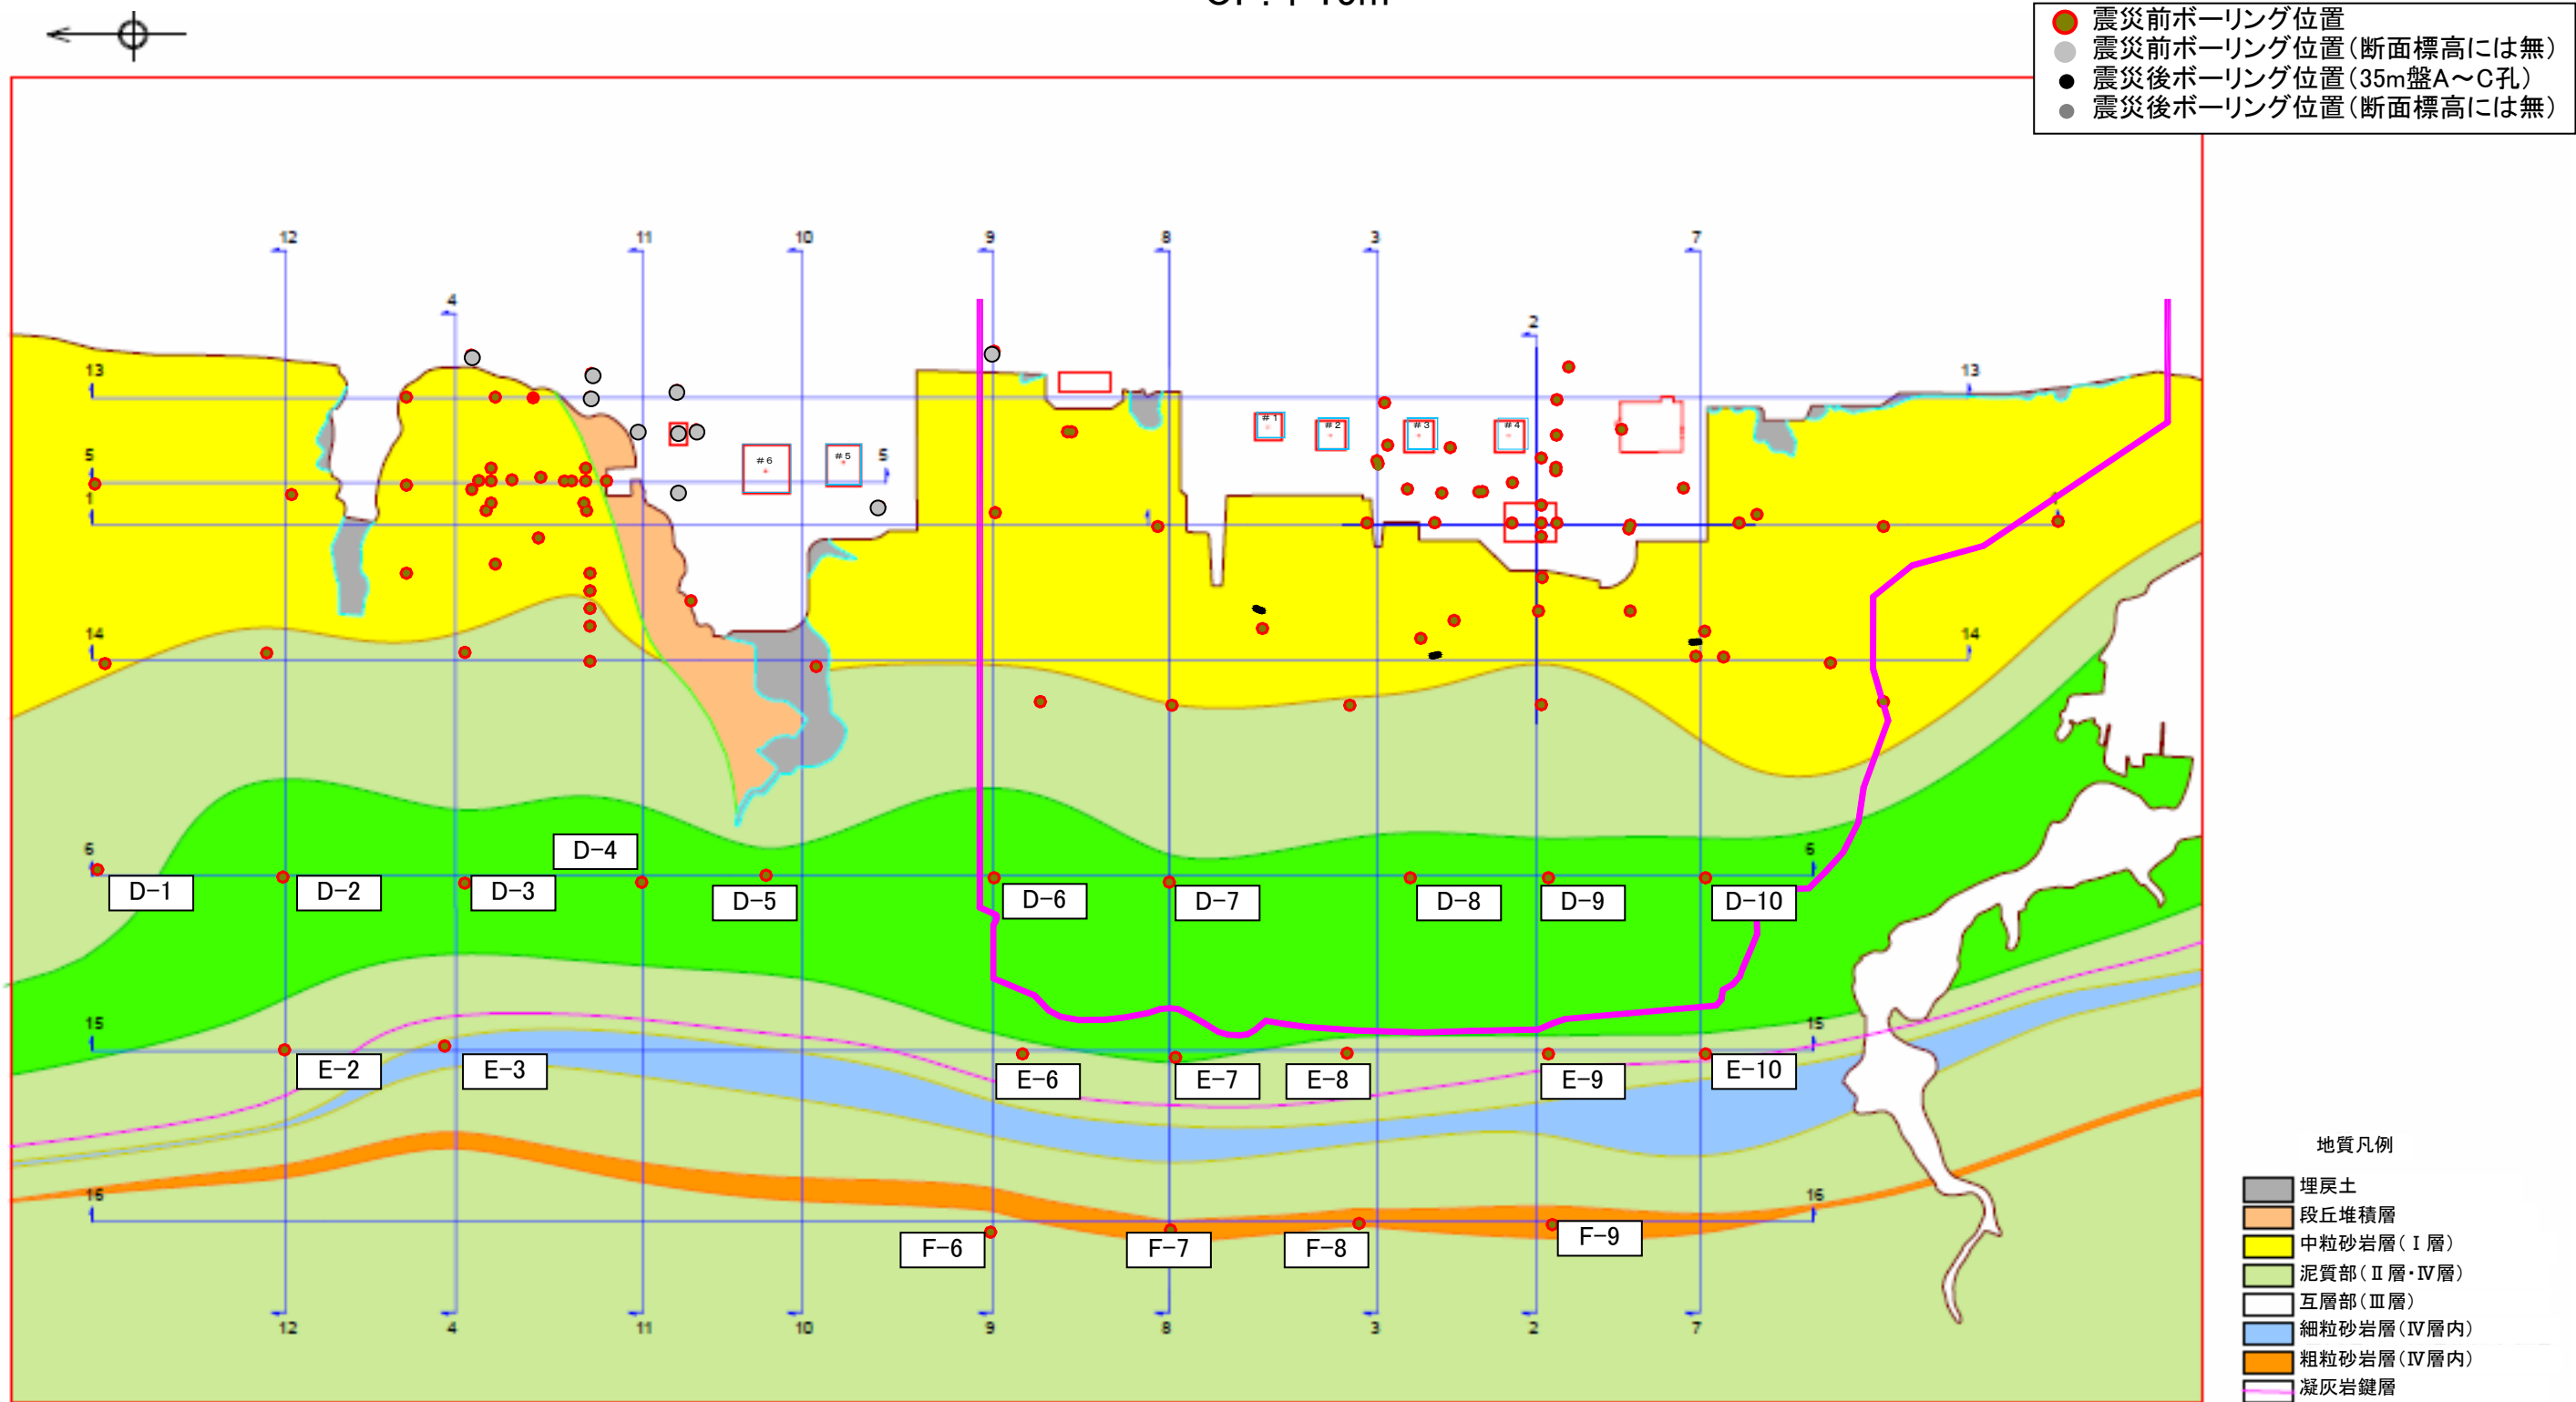 震災前ボーリング位置
震災前ボーリング位置(断面標高には無)
震災後ボーリング位置(35m盤A~C孔)
震災後ボーリング位置(断面標高には無)
12 11 10 9 8 3 7
4 2
13 13
#1 #2 #3 #4
5 #6 #5 5
1 1
14 14
6 D-4 6
D-1 D-2 D-3 D-5 D-6 D-7 D-8 D-9 D-10
15 15
E-2 E-3 E-6 E-7 E-8 E-9 E-10
16 16
F-6 F-7 F-8 F-9
12 4 11 10 9 8 3 2 7
地質凡例
埋戻土
段丘堆積層
中粒砂岩層(Ⅰ層)
泥質部(Ⅱ層・Ⅳ層)
互層部(Ⅲ層)
細粒砂岩層(Ⅳ層内)
粗粒砂岩層(Ⅳ層内)
凝灰岩鍵層